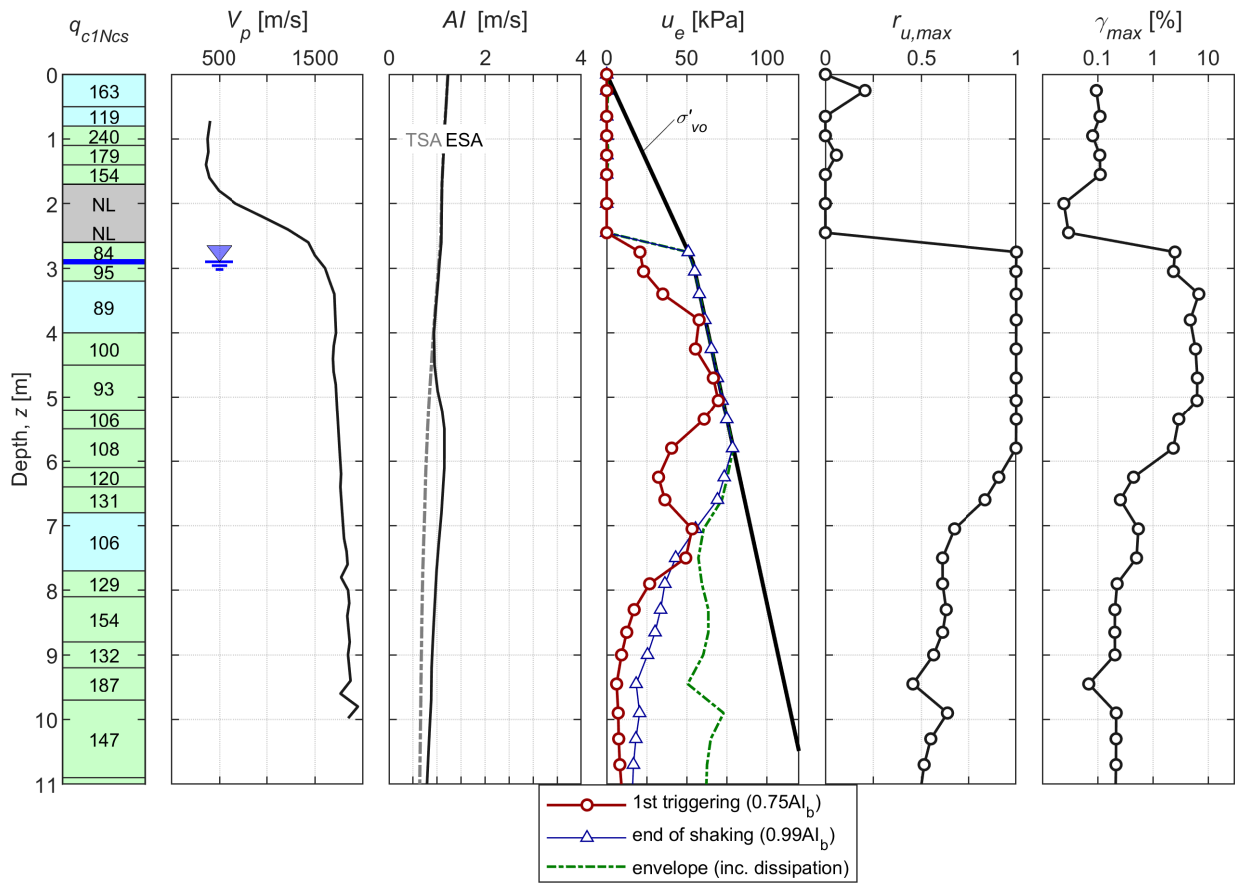 q_c1Ncs
V_p [m/s]
AI [m/s]
u_e [kPa]
r_u,max
γ_max [%]
500 1500
0 2 4
0 50 100
0 0.5 1
0.1 1 10
Depth, z [m]
0
1
2
3
4
5
6
7
8
9
10
11
163
119
240
179
154
NL
NL
84
95
89
100
93
106
108
120
131
106
129
154
132
187
147
TSA ESA
σ'_vo
1st triggering (0.75AI_b)
end of shaking (0.99AI_b)
envelope (inc. dissipation)